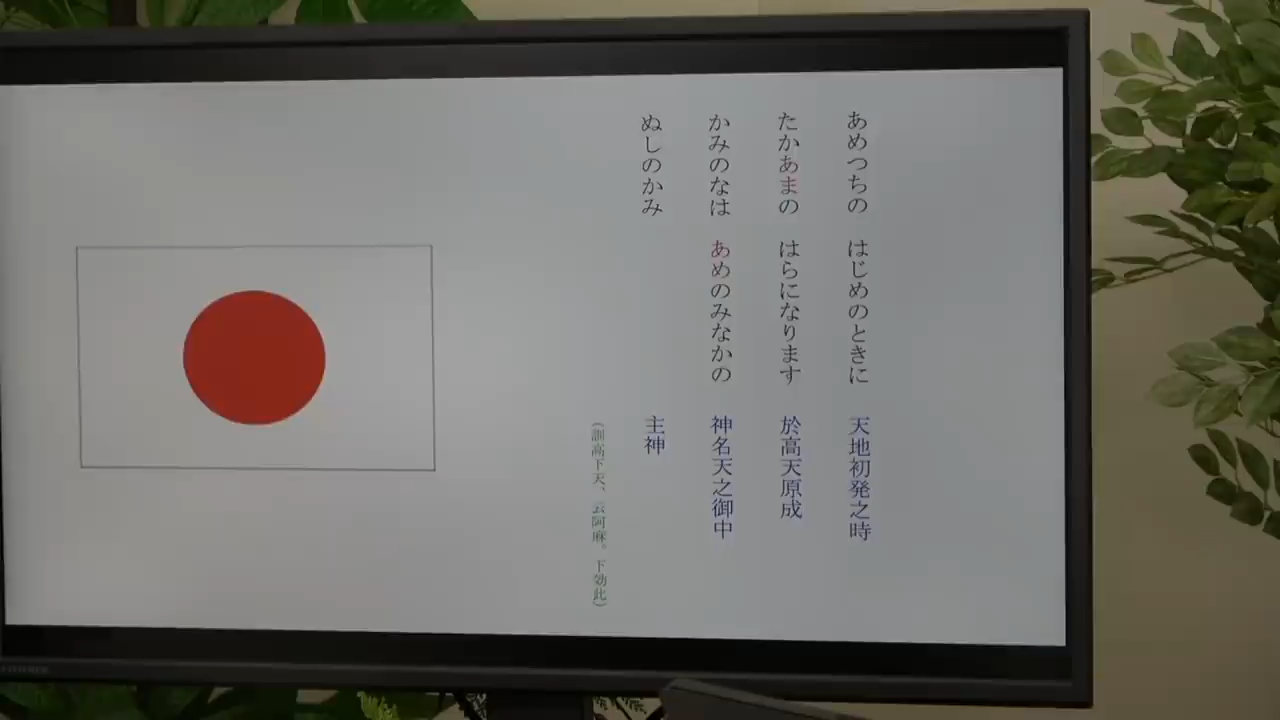 あめつちの はじめのときに 天地初発之時
たかあまの はらになります 於高天原成
かみのなは あめのみなかの 神名天之御中
ぬしのかみ 主神
(訓高下天、云阿麻。下効此)